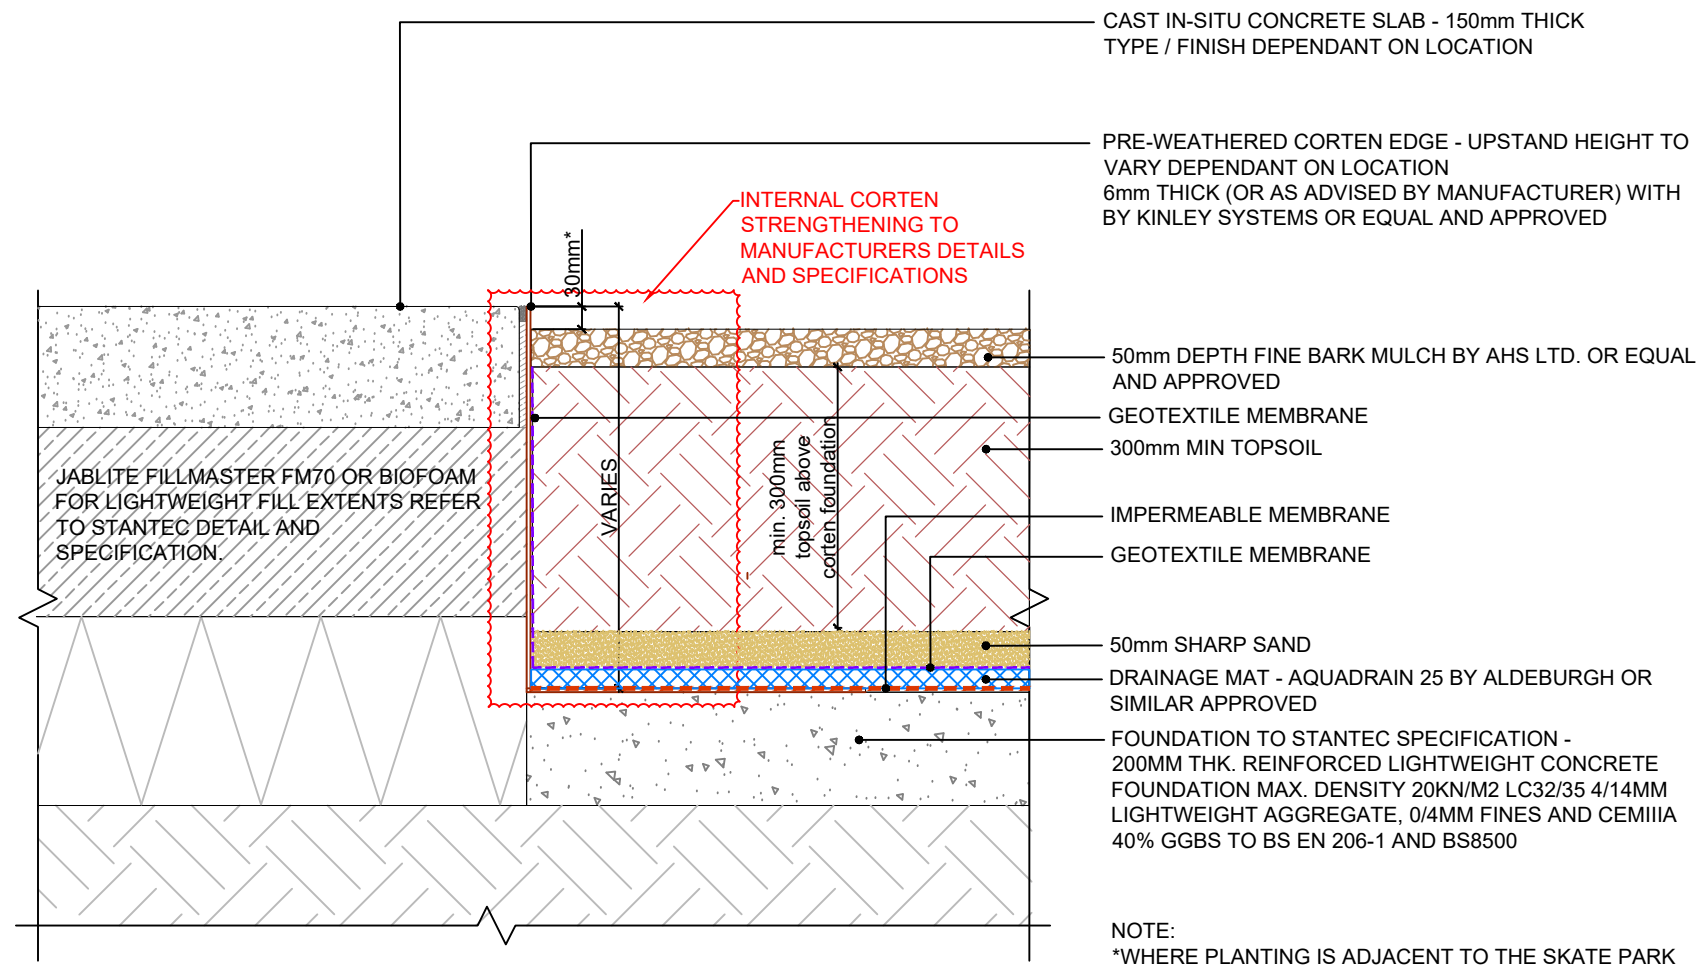 CAST IN-SITU CONCRETE SLAB - 150mm THICK
TYPE / FINISH DEPENDANT ON LOCATION
PRE-WEATHERED CORTEN EDGE - UPSTAND HEIGHT TO
VARY DEPENDANT ON LOCATION
6mm THICK (OR AS ADVISED BY MANUFACTURER) WITH
BY KINLEY SYSTEMS OR EQUAL AND APPROVED
INTERNAL CORTEN
STRENGTHENING TO
MANUFACTURERS DETAILS
AND SPECIFICATIONS
30mm*
50mm DEPTH FINE BARK MULCH BY AHS LTD. OR EQUAL
AND APPROVED
GEOTEXTILE MEMBRANE
300mm MIN TOPSOIL
JABLITE FILLMASTER FM70 OR BIOFOAM
FOR LIGHTWEIGHT FILL EXTENTS REFER
TO STANTEC DETAIL AND
SPECIFICATION.
VARIES
min. 300mm
topsoil above
corten foundation
IMPERMEABLE MEMBRANE
GEOTEXTILE MEMBRANE
50mm SHARP SAND
DRAINAGE MAT - AQUADRAIN 25 BY ALDEBURGH OR
SIMILAR APPROVED
FOUNDATION TO STANTEC SPECIFICATION -
200MM THK. REINFORCED LIGHTWEIGHT CONCRETE
FOUNDATION MAX. DENSITY 20KN/M2 LC32/35 4/14MM
LIGHTWEIGHT AGGREGATE, 0/4MM FINES AND CEMIIIA
40% GGBS TO BS EN 206-1 AND BS8500
NOTE:
*WHERE PLANTING IS ADJACENT TO THE SKATE PARK